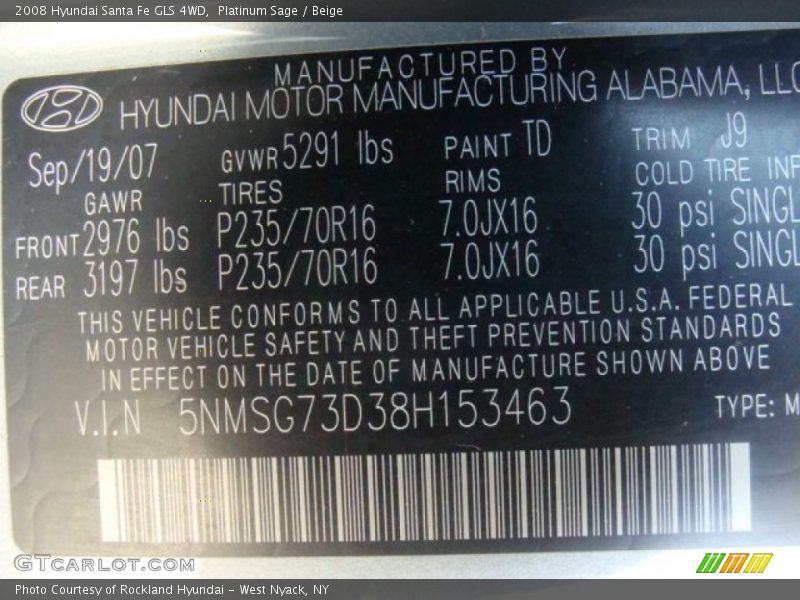 2008 Hyundai Santa Fe GLS 4WD, Platinum Sage / Beige
MANUFACTURED BY
HYUNDAI MOTOR MANUFACTURING ALABAMA, LLC
Sep/19/07 GVWR 5291 lbs PAINT TD TRIM J9
GAWR TIRES RIMS COLD TIRE INF
FRONT 2976 lbs P235/70R16 7.0JX16 30 psi SINGL
REAR 3197 lbs P235/70R16 7.0JX16 30 psi SINGL
THIS VEHICLE CONFORMS TO ALL APPLICABLE U.S.A. FEDERAL
MOTOR VEHICLE SAFETY AND THEFT PREVENTION STANDARDS
IN EFFECT ON THE DATE OF MANUFACTURE SHOWN ABOVE
V.I.N 5NMSG73D38H153463 TYPE: M
GTCARLOT.COM
Photo Courtesy of Rockland Hyundai - West Nyack, NY